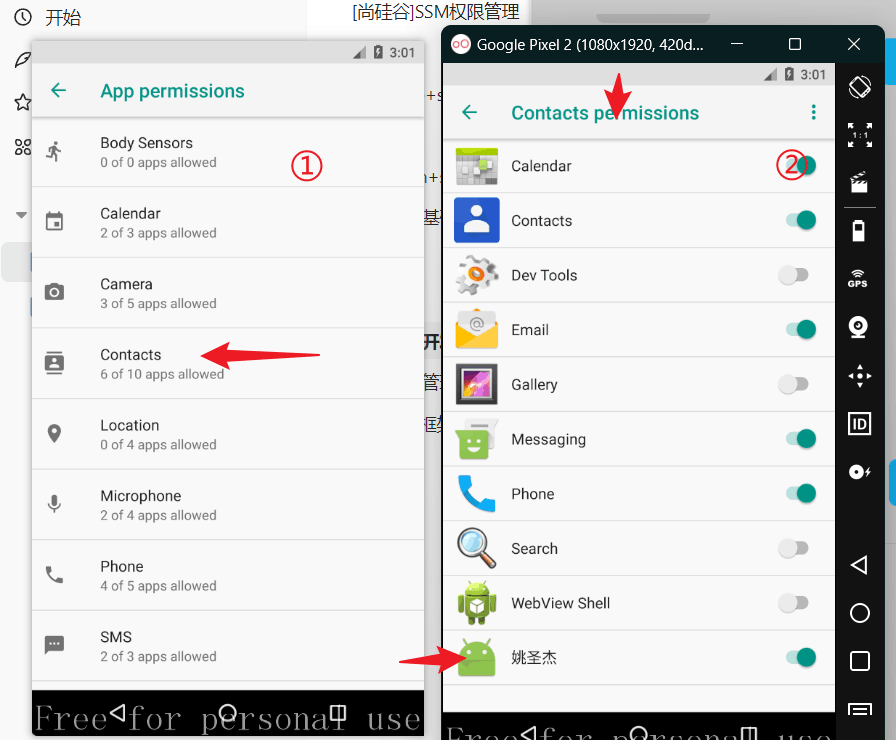 开始
[尚硅谷]SSM权限管理
3:01
App permissions
①
Body Sensors
0 of 0 apps allowed
Calendar
2 of 3 apps allowed
Camera
3 of 5 apps allowed
Contacts
6 of 10 apps allowed
Location
0 of 4 apps allowed
Microphone
2 of 4 apps allowed
Phone
4 of 5 apps allowed
SMS
2 of 3 apps allowed
Free for personal use
Google Pixel 2 (1080x1920, 420d...
3:01
Contacts permissions
②
Calendar
Contacts
Dev Tools
Email
Gallery
Messaging
Phone
Search
WebView Shell
姚圣杰
Free for personal use
1:1
GPS
ID